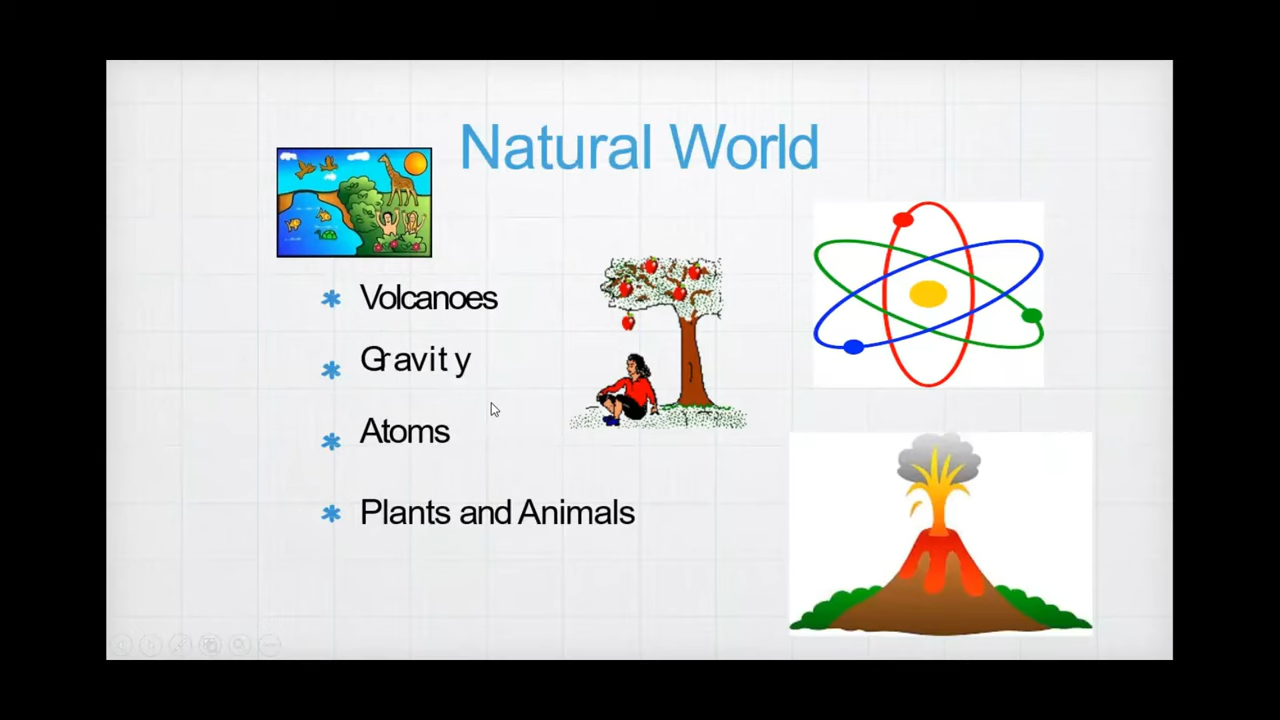 Natural World
Volcanoes
Gravity
Atoms
Plants and Animals